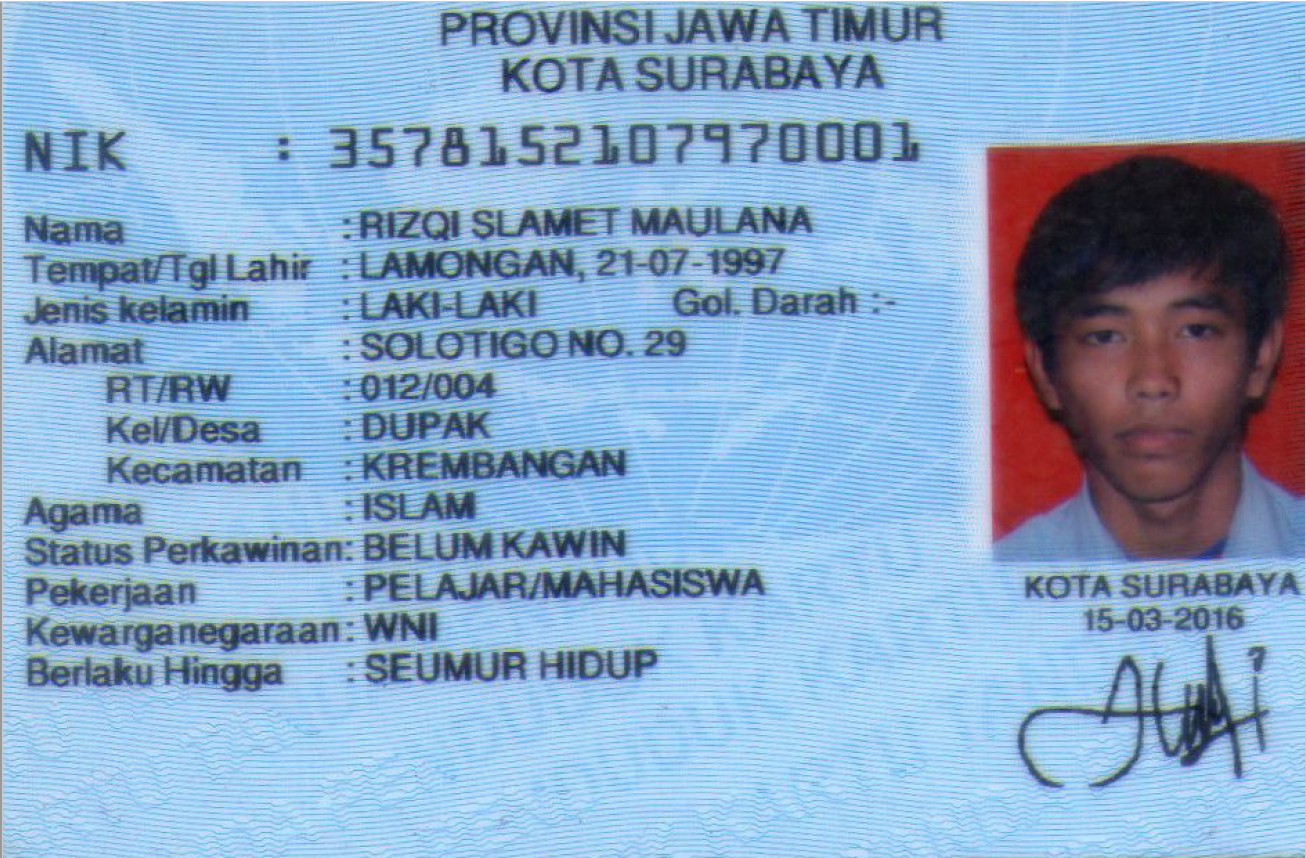 PROVINSI JAWA TIMUR
KOTA SURABAYA
NIK : 3578152107970001
Nama : RIZQI SLAMET MAULANA
Tempat/Tgl Lahir : LAMONGAN, 21-07-1997
Jenis kelamin : LAKI-LAKI Gol. Darah :-
Alamat : SOLOTIGO NO. 29
RT/RW : 012/004
Kel/Desa : DUPAK
Kecamatan : KREMBANGAN
Agama : ISLAM
Status Perkawinan: BELUM KAWIN
Pekerjaan : PELAJAR/MAHASISWA
Kewarganegaraan: WNI
Berlaku Hingga : SEUMUR HIDUP
KOTA SURABAYA
15-03-2016